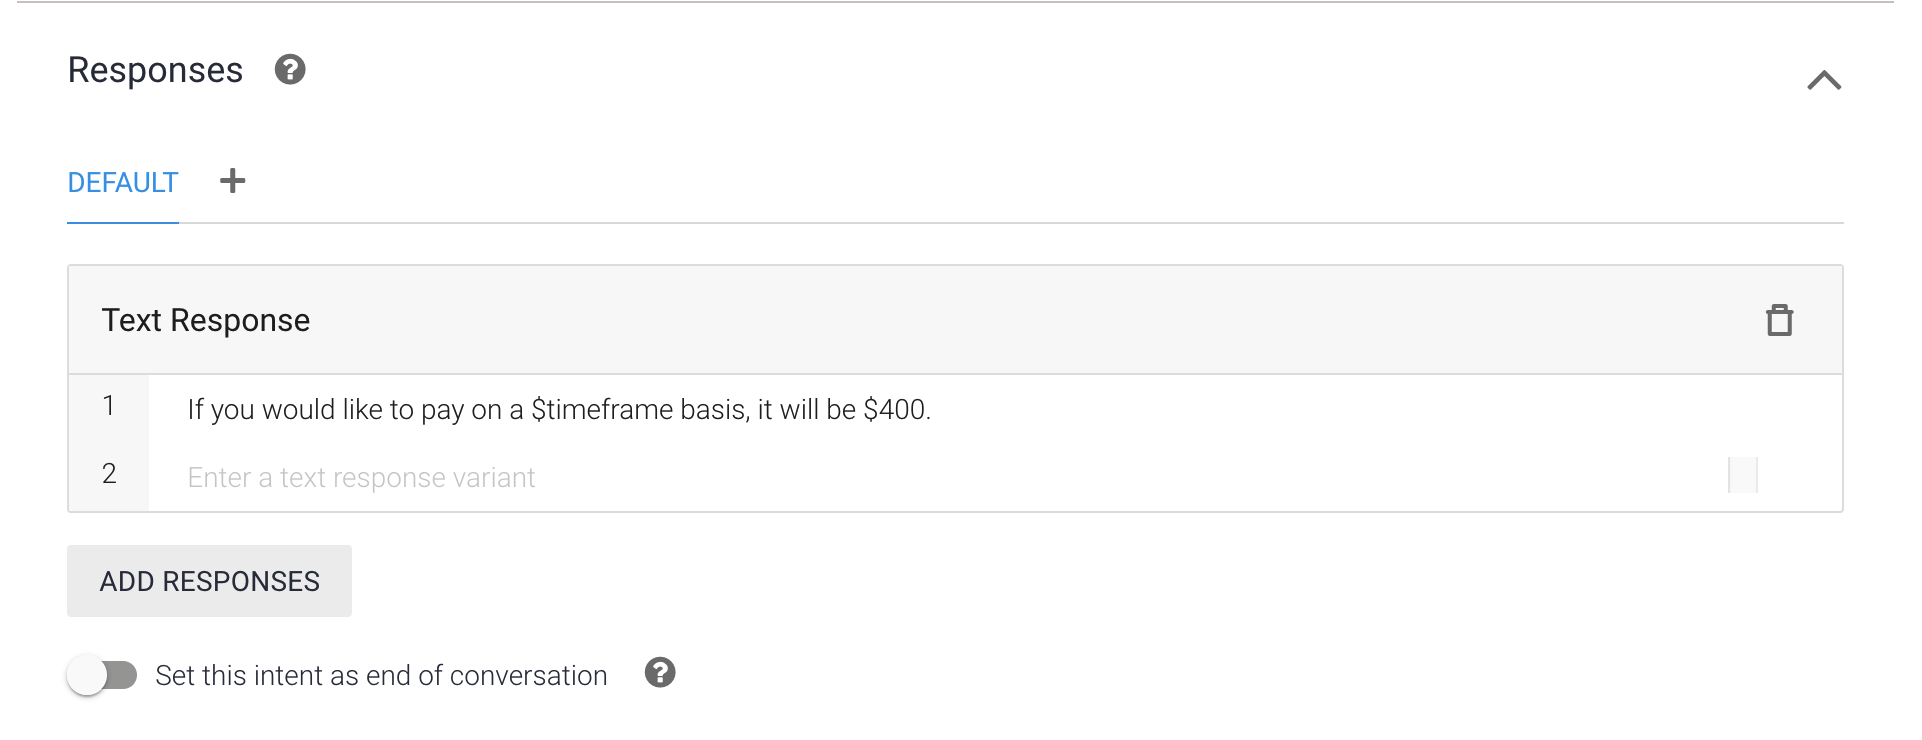 Responses
DEFAULT
Text Response
1 If you would like to pay on a $timeframe basis, it will be $400.
2 Enter a text response variant
ADD RESPONSES
Set this intent as end of conversation